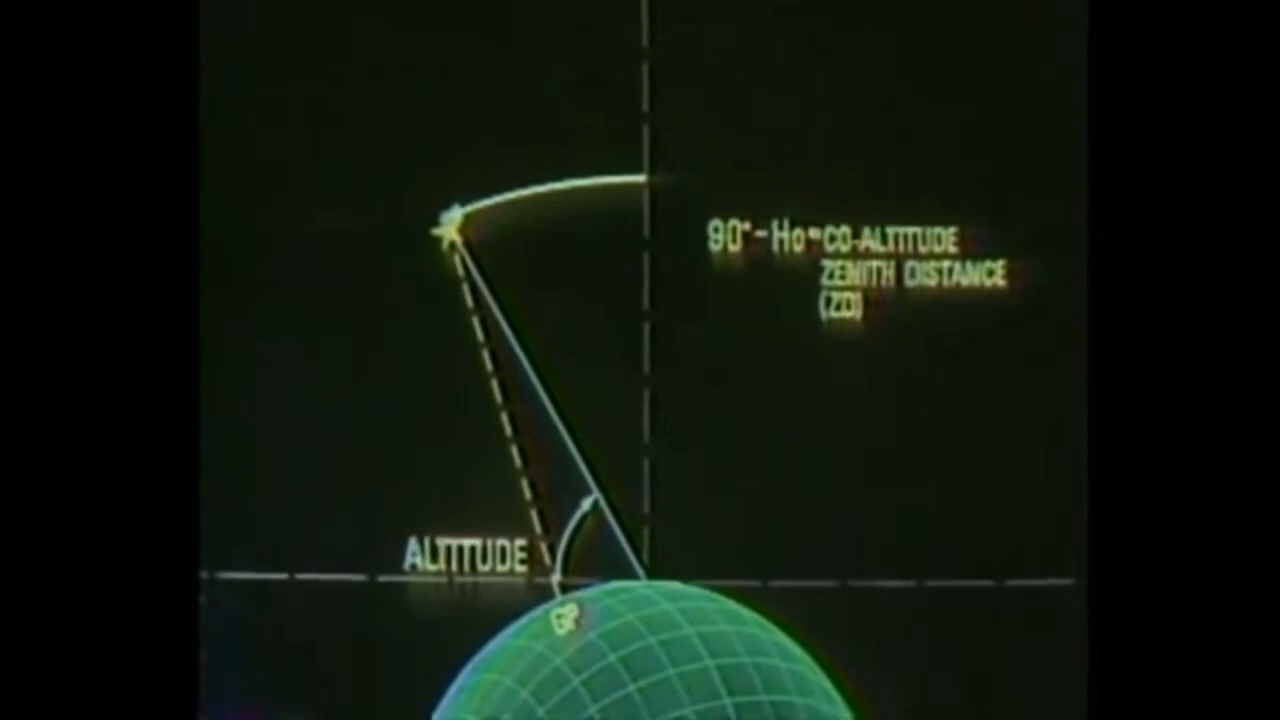 90°-Ho=CO-ALTITUDE
ZENITH DISTANCE
(ZD)
ALTITUDE
GP